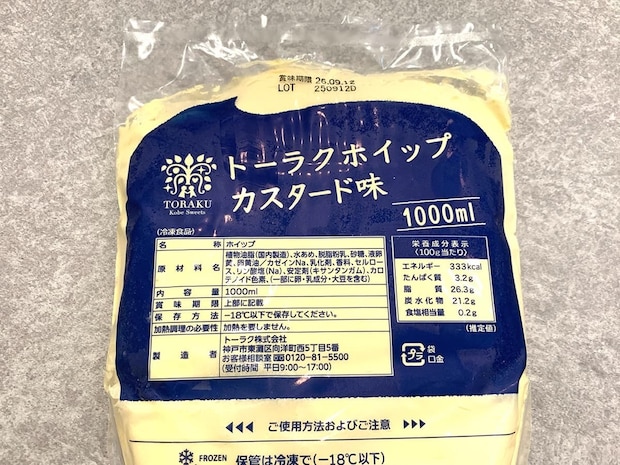 賞味期限 26.09.12
LOT 250912D
TORAKU
Kobe Sweets
トーラクホイップ
カスタード味
1000ml
(冷凍食品)
名称 ホイップ
原材料名 植物油脂(国内製造)、水あめ、脱脂粉乳、砂糖、液卵
黄、卵黄油／カゼインNa、乳化剤、香料、セルロー
ス、リン酸塩(Na)、安定剤(キサンタンガム)、カロ
テノイド色素、(一部に卵・乳成分・大豆を含む)
内容量 1000ml
賞味期限 上部に記載
保存方法 −18℃以下で保存してください。
加熱調理の必要性 加熱を要しません。
製造者 トーラク株式会社
神戸市東灘区向洋町西5丁目5番
お客様相談室 0120-81-5500
(受付時間 平日9:00〜17:00)
栄養成分表示
〈100g当たり〉
エネルギー 333kcal
たんぱく質 3.2g
脂質 26.3g
炭水化物 21.2g
食塩相当量 0.2g
(推定値)
プラ
袋
口金
ご使用方法およびご注意
FROZEN
保管は冷凍で(−18℃以下)